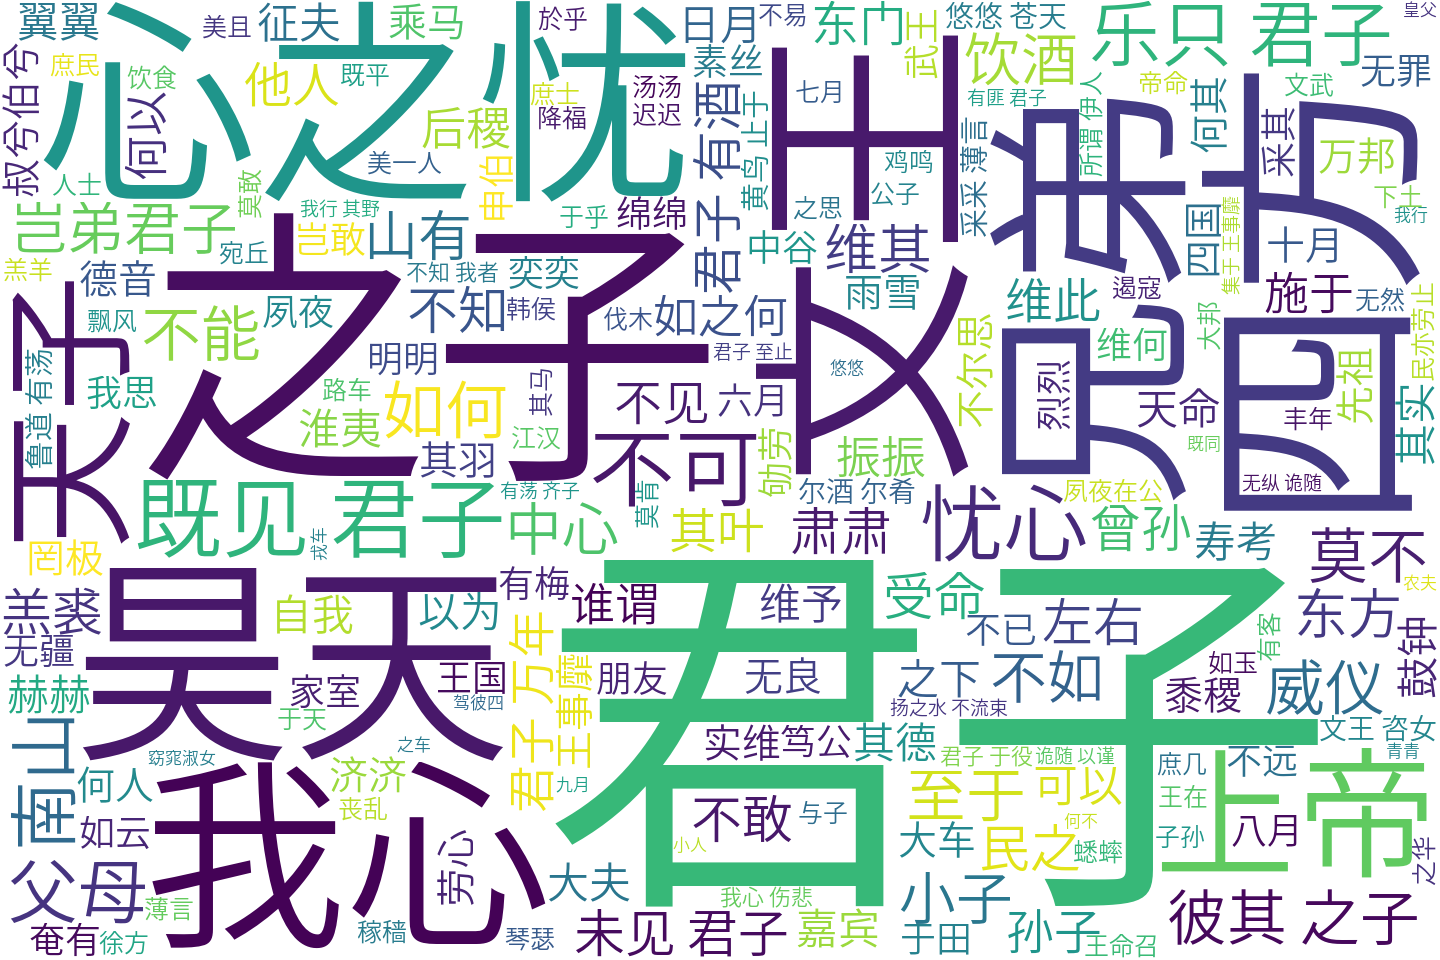 翼翼
美且
征夫
乘马
於乎
日月
不易
东门
武王
悠悠 苍天
乐只 君子
皇父
心之忧
庶民
饮食
既平
他人
庶士
汤汤
素丝
饮酒
无罪
叔兮伯兮
何以
后稷
降福
迟迟
有酒
止于
七月
文王
有匪 君子
所谓 伊人
帝命
何其
文武
采其
万邦
兄弟
四方
人士
莫敢
美一人
申伯
黄鸟
鸡鸣
薄言
公子
采采
下土
我行
岂弟君子
我行 其野
岂敢
山有
于乎
绵绵
君子
之思
中谷
维其
四国
集于
王事靡
十月
宛丘
羔羊
德音
不知 我者
奕奕
雨雪
遏寇
施于
无然
天子
之子
飘风
不能
夙夜
不知
韩侯
伐木
如之何
维此
大邦
民亦劳止
有荡
鲁道
我思
明明
君子 至止
悠悠
不尔思
维何
烈烈
先祖
路车
如何
其马
不见
六月
天命
丰年
其实
淮夷
江汉
其羽
不可
劬劳
振振
既同
既见 君子
有荡 齐子
莫肯
尔酒 尔肴
夙夜在公
无纵 诡随
我车
中心
其叶
肃肃
忧心
曾孙
寿考
罔极
昊天
有梅
君子
莫不
农夫
羔裘
自我
以为
君子万年
谁谓
维予
受命
不已
左右
东方
无疆
王事靡
有客
鼓钟
赫赫
家室
王国
朋友
无良
之下
不如
如玉
黍稷
威仪
于天
驾彼四
扬之水 不流束
文王 咨女
南山
窈窕淑女
之车
实维
笃公
其德
君子 于役
诡随 以谨
庶几
不远
青青
何人
我心
济济
九月
至于
可以
上帝
丧乱
不敢
与子
王在
如云
劳心
小人
大车
民之
何不
蟋蟀
子孙
八月
之华
父母
薄言
大夫
我心 伤悲
小子
彼其 之子
奄有
徐方
稼穑
琴瑟
未见 君子
嘉宾
于田
孙子
王命召